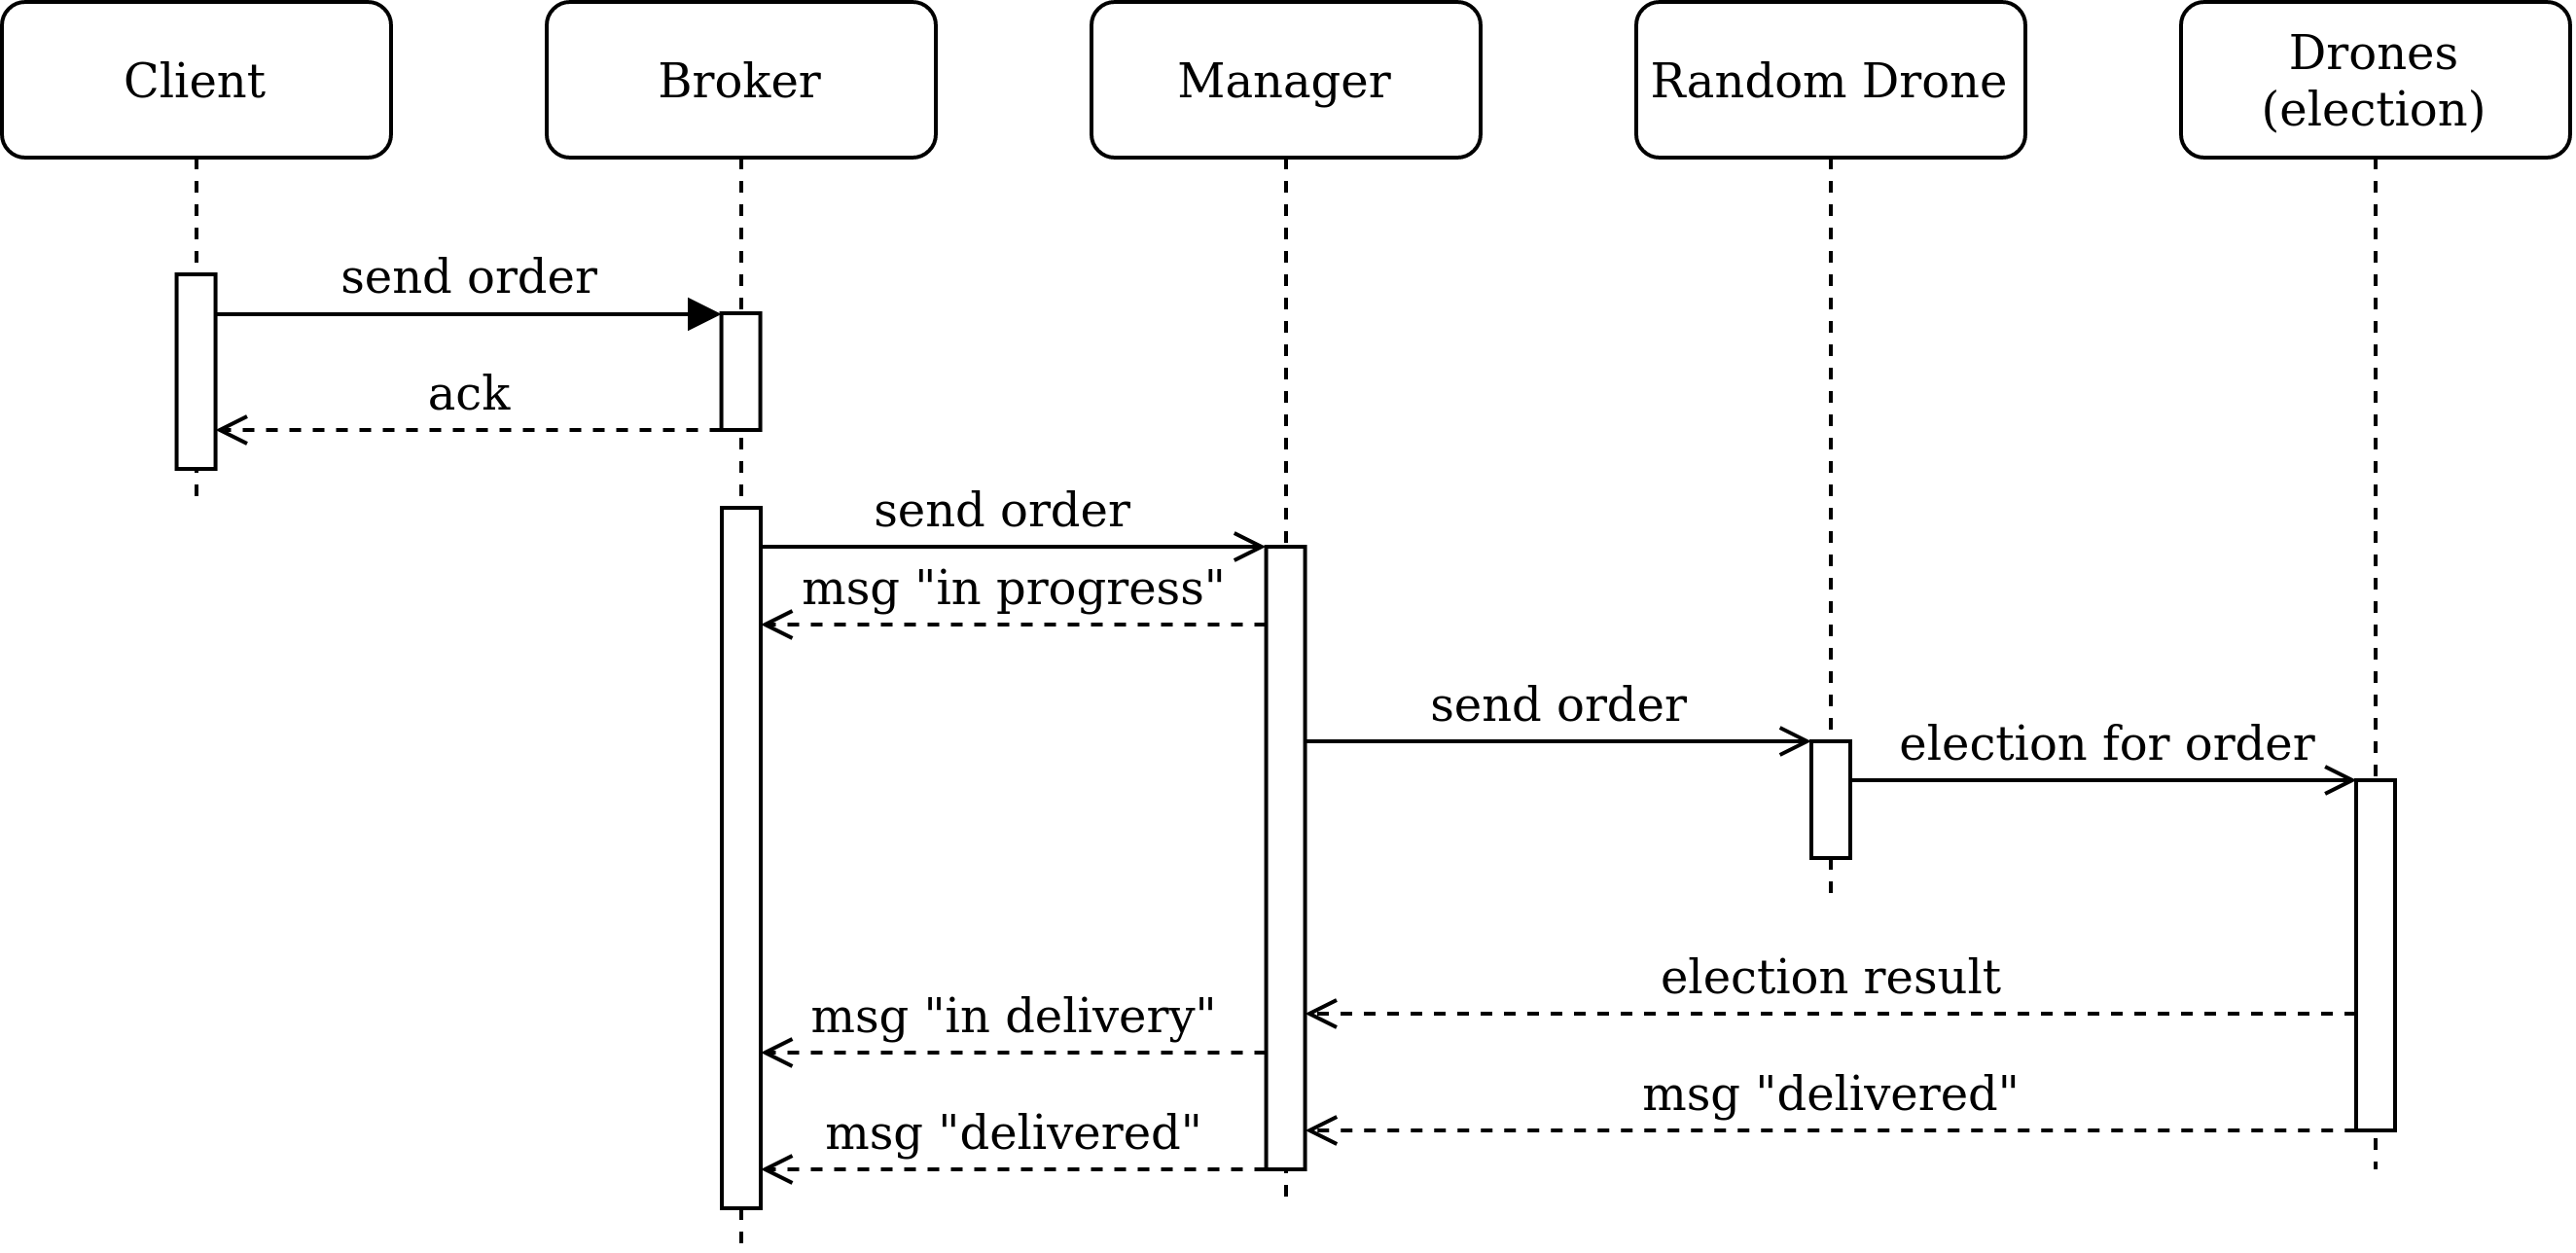 Client
Broker
Manager
Random Drone
Drones
(election)
send order
ack
send order
msg "in progress"
send order
election for order
election result
msg "in delivery"
msg "delivered"
msg "delivered"